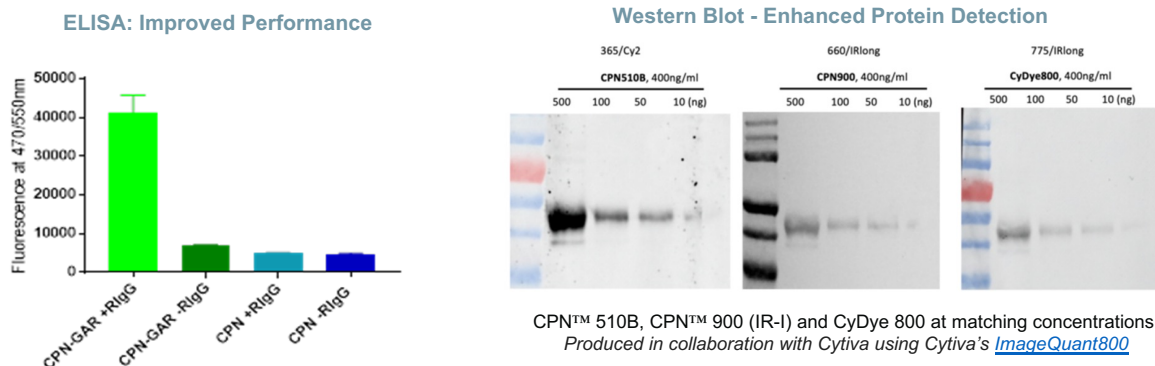 ELISA: Improved Performance
Fluorescence at 470/550nm
50000
40000
30000
20000
10000
0
CPN-GAR +RIgG
CPN-GAR -RIgG
CPN +RIgG
CPN -RIgG
Western Blot - Enhanced Protein Detection
365/Cy2
CPN510B, 400ng/ml
500 100 50 10 (ng)
660/IRlong
CPN900, 400ng/ml
500 100 50 10 (ng)
775/IRlong
CyDye800, 400ng/ml
500 100 50 10 (ng)
CPN™ 510B, CPN™ 900 (IR-I) and CyDye 800 at matching concentrations
Produced in collaboration with Cytiva using Cytiva's ImageQuant800